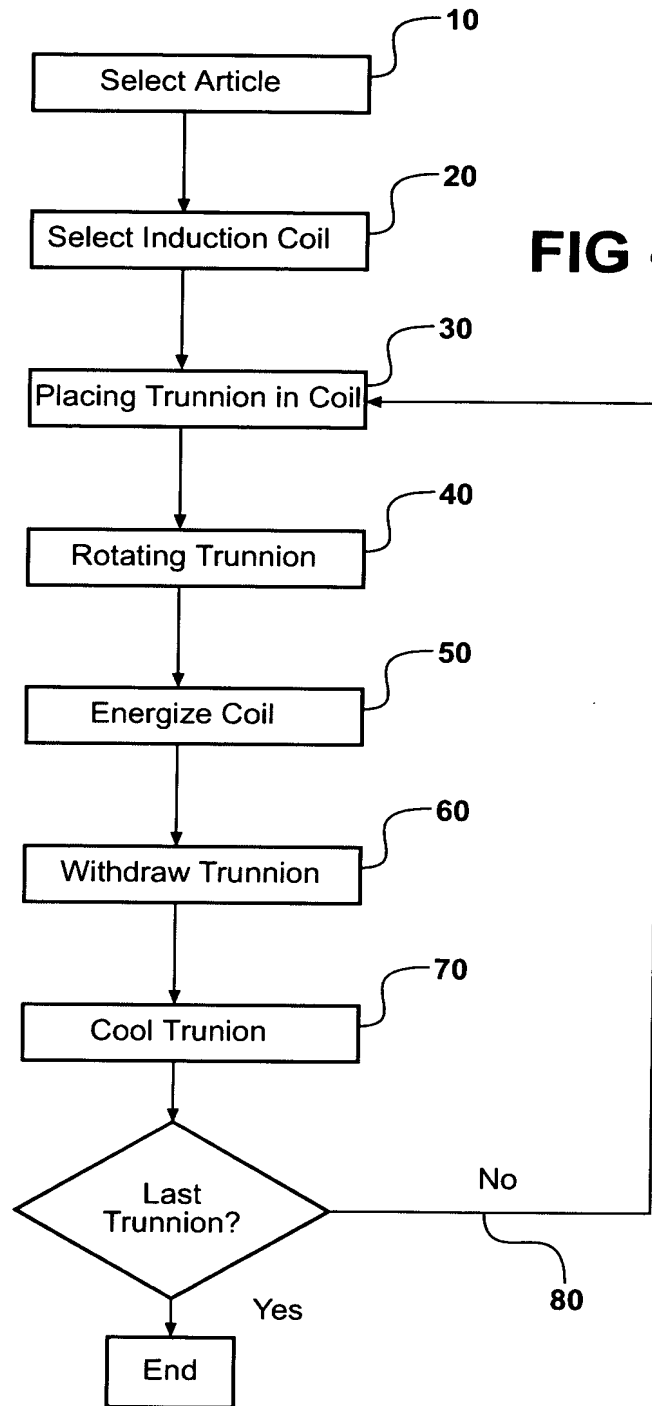 10
Select Article
20
Select Induction Coil
FIG
30
Placing Trunnion in Coil
40
Rotating Trunnion
50
Energize Coil
60
Withdraw Trunnion
70
Cool Trunion
Last
Trunnion?
No
80
Yes
End